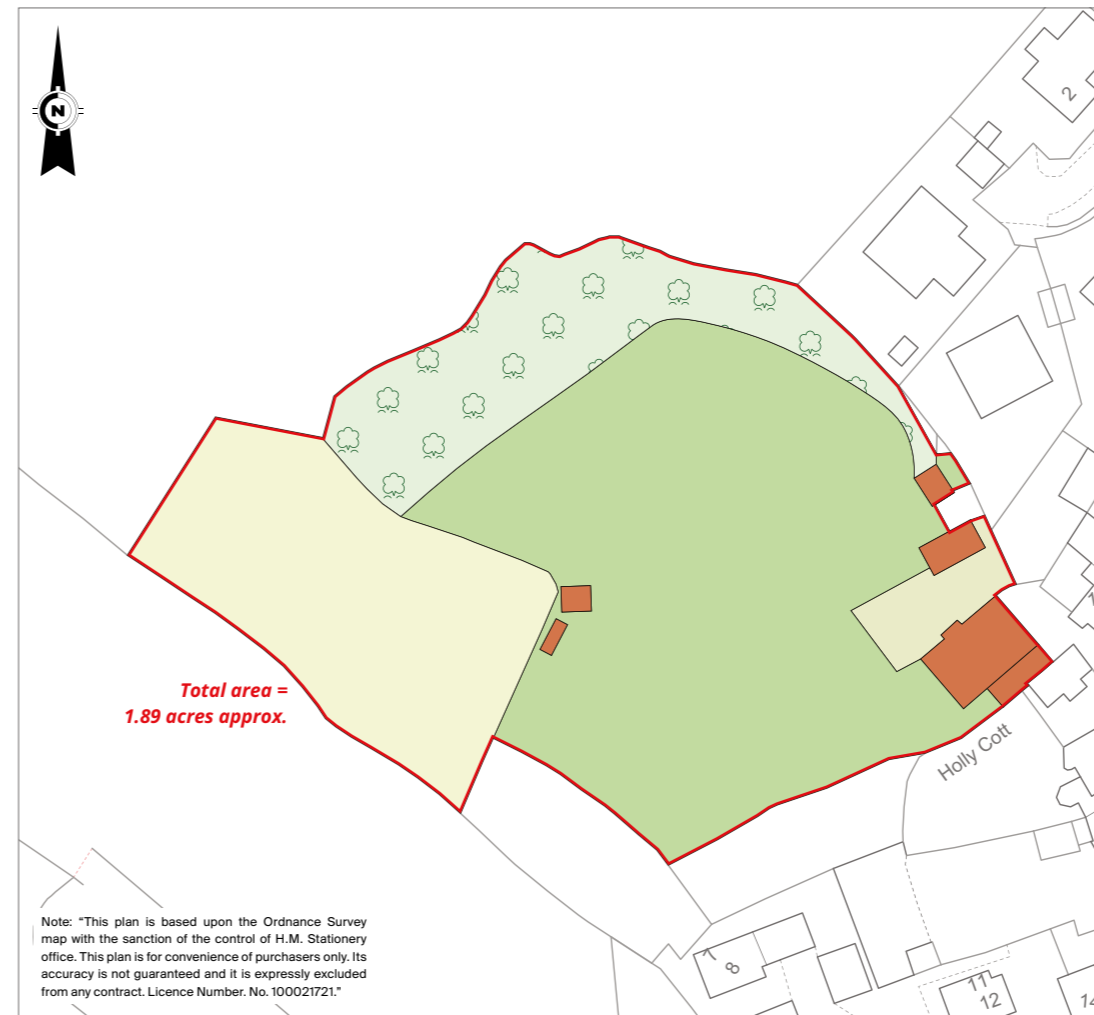 N
2
Total area =
1.89 acres approx.
Holly Cott
Note: “This plan is based upon the Ordnance Survey
map with the sanction of the control of H.M. Stationery
office. This plan is for convenience of purchasers only. Its
accuracy is not guaranteed and it is expressly excluded
from any contract. Licence Number. No. 100021721.”
8
11
12